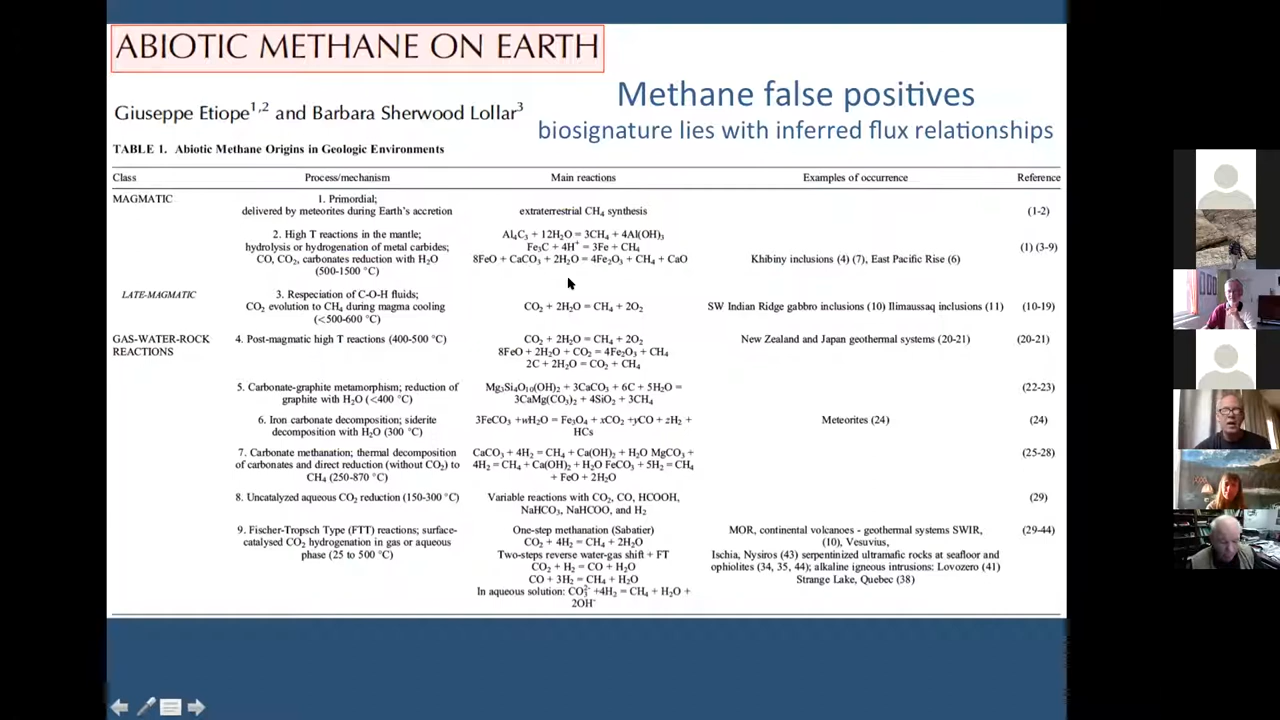 ABIOTIC METHANE ON EARTH
Methane false positives
Giuseppe Etiope1,2 and Barbara Sherwood Lollar3
biosignature lies with inferred flux relationships
TABLE 1. Abiotic Methane Origins in Geologic Environments
Class Process/mechanism Main reactions Examples of occurrence Reference
MAGMATIC 1. Primordial;
delivered by meteorites during Earth's accretion extraterrestrial CH4 synthesis (1-2)
2. High T reactions in the mantle; Al4C3 + 12H2O = 3CH4 + 4Al(OH)3
hydrolysis or hydrogenation of metal carbides; Fe3C + 4H+ = 3Fe + CH4 (1) (3-9)
CO, CO2, carbonates reduction with H2O 8FeO + CaCO3 + 2H2O = 4Fe2O3 + CH4 + CaO Khibiny inclusions (4) (7), East Pacific Rise (6)
(500-1500 °C)
LATE-MAGMATIC 3. Respeciation of C-O-H fluids;
CO2 evolution to CH4 during magma cooling CO2 + 2H2O = CH4 + 2O2 SW Indian Ridge gabbro inclusions (10) Ilimaussaq inclusions (11) (10-19)
(<500-600 °C)
GAS-WATER-ROCK 4. Post-magmatic high T reactions (400-500 °C) CO2 + 2H2O = CH4 + 2O2 New Zealand and Japan geothermal systems (20-21) (20-21)
REACTIONS 8FeO + 2H2O + CO2 = 4Fe2O3 + CH4
2C + 2H2O = CO2 + CH4
5. Carbonate-graphite metamorphism; reduction of Mg3Si4O10(OH)2 + 3CaCO3 + 6C + 5H2O = (22-23)
graphite with H2O (<400 °C) 3CaMg(CO3)2 + 4SiO2 + 3CH4
6. Iron carbonate decomposition; siderite 3FeCO3 +wH2O = Fe3O4 + xCO2 +yCO + zH2 + Meteorites (24) (24)
decomposition with H2O (300 °C) HCs
7. Carbonate methanation; thermal decomposition CaCO3 + 4H2 = CH4 + Ca(OH)2 + H2O MgCO3 + (25-28)
of carbonates and direct reduction (without CO2) to 4H2 = CH4 + Ca(OH)2 + H2O FeCO3 + 5H2 = CH4
CH4 (250-870 °C) + FeO + 2H2O
8. Uncatalyzed aqueous CO2 reduction (150-300 °C) Variable reactions with CO2, CO, HCOOH, (29)
NaHCO3, NaHCOO, and H2
9. Fischer-Tropsch Type (FTT) reactions; surface- One-step methanation (Sabatier) MOR, continental volcanoes - geothermal systems SWIR, (29-44)
catalysed CO2 hydrogenation in gas or aqueous CO2 + 4H2 = CH4 + 2H2O (10), Vesuvius,
phase (25 to 500 °C) Two-steps reverse water-gas shift + FT Ischia, Nysiros (43) serpentinized ultramafic rocks at seafloor and
CO2 + H2 = CO + H2O ophiolites (34, 35, 44); alkaline igneous intrusions: Lovozero (41)
CO + 3H2 = CH4 + H2O Strange Lake, Quebec (38)
In aqueous solution: CO32- +4H2 = CH4 + H2O +
2OH-